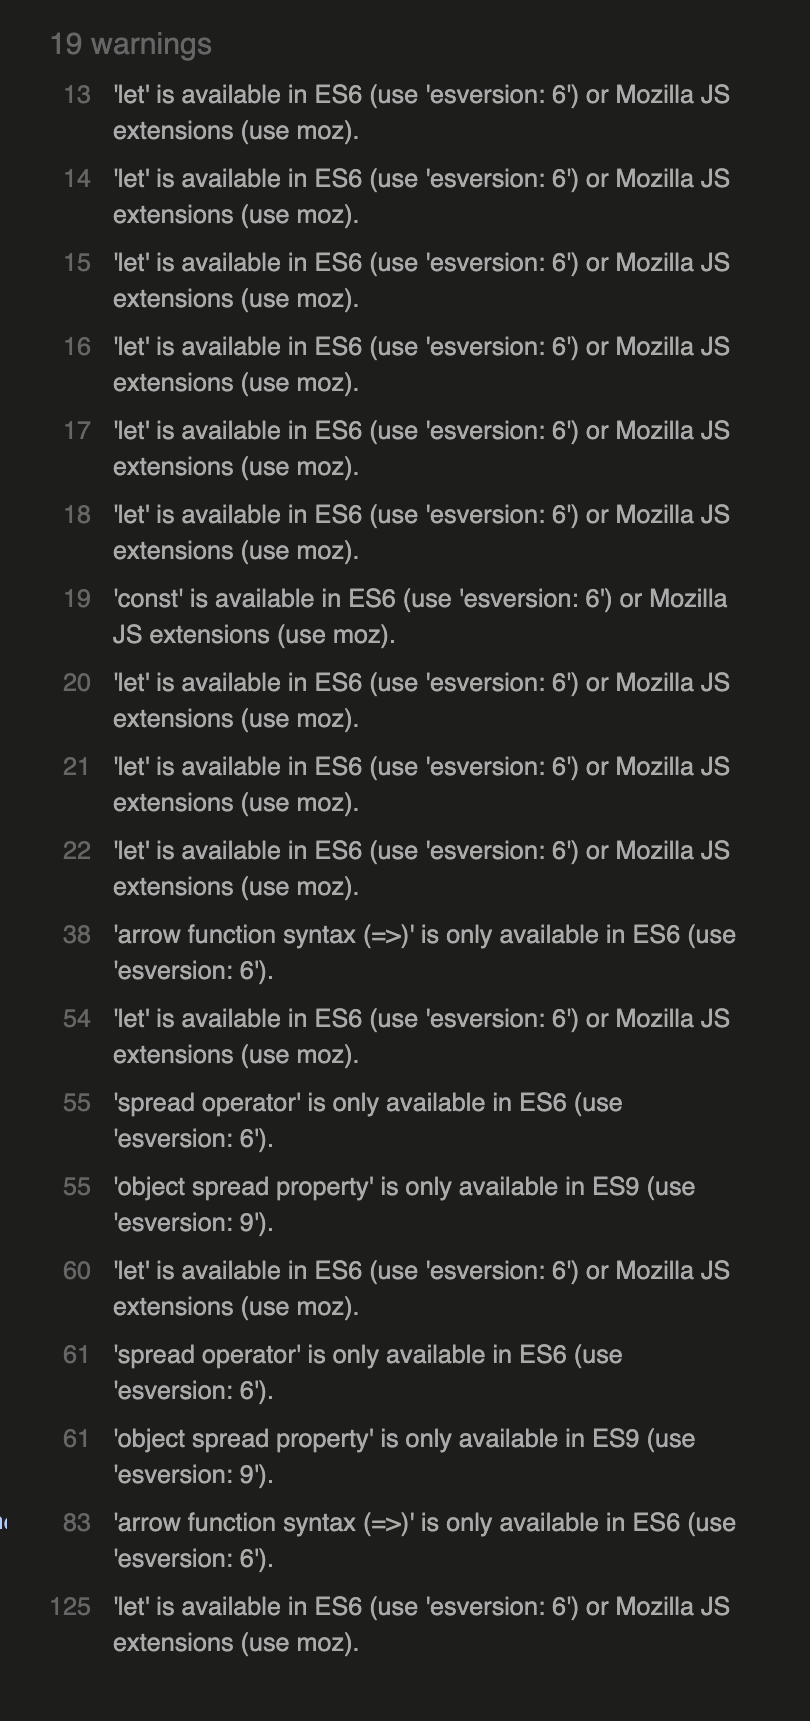 19 warnings
13 'let' is available in ES6 (use 'esversion: 6') or Mozilla JS
extensions (use moz).
14 'let' is available in ES6 (use 'esversion: 6') or Mozilla JS
extensions (use moz).
15 'let' is available in ES6 (use 'esversion: 6') or Mozilla JS
extensions (use moz).
16 'let' is available in ES6 (use 'esversion: 6') or Mozilla JS
extensions (use moz).
17 'let' is available in ES6 (use 'esversion: 6') or Mozilla JS
extensions (use moz).
18 'let' is available in ES6 (use 'esversion: 6') or Mozilla JS
extensions (use moz).
19 'const' is available in ES6 (use 'esversion: 6') or Mozilla
JS extensions (use moz).
20 'let' is available in ES6 (use 'esversion: 6') or Mozilla JS
extensions (use moz).
21 'let' is available in ES6 (use 'esversion: 6') or Mozilla JS
extensions (use moz).
22 'let' is available in ES6 (use 'esversion: 6') or Mozilla JS
extensions (use moz).
38 'arrow function syntax (=>)' is only available in ES6 (use
'esversion: 6').
54 'let' is available in ES6 (use 'esversion: 6') or Mozilla JS
extensions (use moz).
55 'spread operator' is only available in ES6 (use
'esversion: 6').
55 'object spread property' is only available in ES9 (use
'esversion: 9').
60 'let' is available in ES6 (use 'esversion: 6') or Mozilla JS
extensions (use moz).
61 'spread operator' is only available in ES6 (use
'esversion: 6').
61 'object spread property' is only available in ES9 (use
'esversion: 9').
83 'arrow function syntax (=>)' is only available in ES6 (use
'esversion: 6').
125 'let' is available in ES6 (use 'esversion: 6') or Mozilla JS
extensions (use moz).